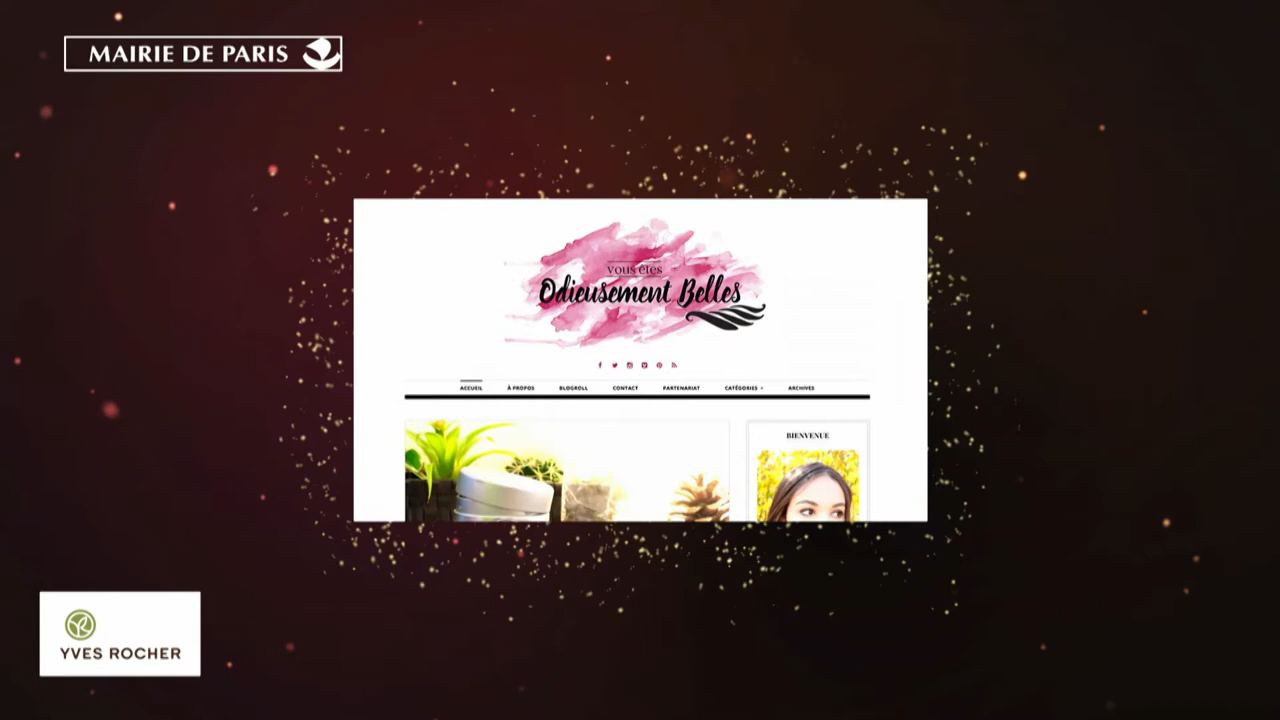 MAIRIE DE PARIS
vous êtes
Odieusement Belles
ACCUEIL À PROPOS BLOGROLL CONTACT PARTENARIAT CATÉGORIES ARCHIVES
BIENVENUE
YVES ROCHER